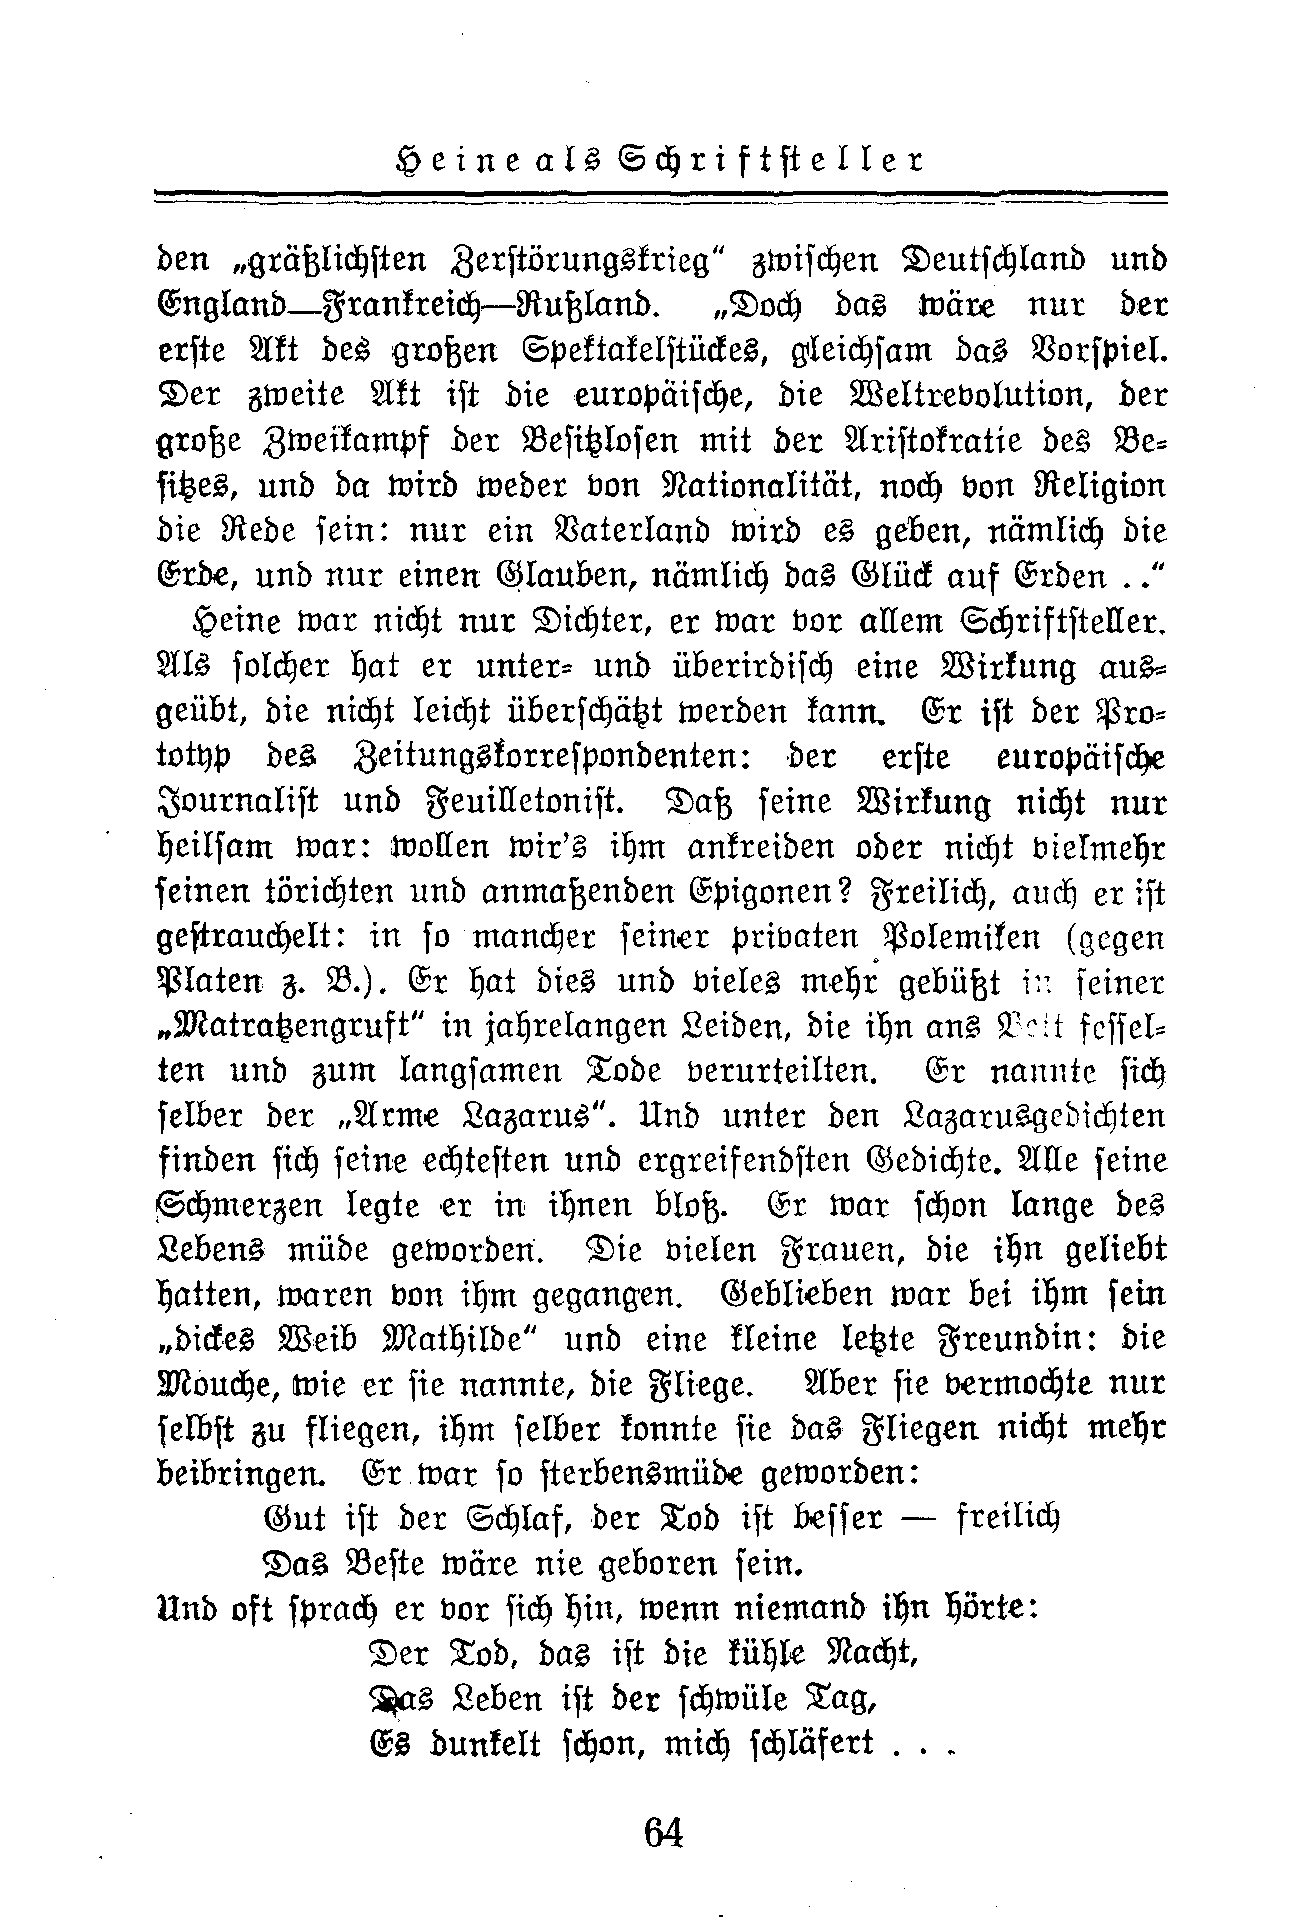 Heine als Schriftsteller
den „gräßlichsten Zerstörungskrieg“ zwischen Deutschland und
England—Frankreich—Rußland. „Doch das wäre nur der
erste Akt des großen Spektakelstückes, gleichsam das Vorspiel.
Der zweite Akt ist die europäische, die Weltrevolution, der
große Zweikampf der Besitzlosen mit der Aristokratie des Be-
sitzes, und da wird weder von Nationalität, noch von Religion
die Rede sein: nur ein Vaterland wird es geben, nämlich die
Erde, und nur einen Glauben, nämlich das Glück auf Erden ..“
Heine war nicht nur Dichter, er war vor allem Schriftsteller.
Als solcher hat er unter- und überirdisch eine Wirkung aus-
geübt, die nicht leicht überschätzt werden kann. Er ist der Pro-
totyp des Zeitungskorrespondenten: der erste europäische
Journalist und Feuilletonist. Daß seine Wirkung nicht nur
heilsam war: wollen wir's ihm ankreiden oder nicht vielmehr
seinen törichten und anmaßenden Epigonen? Freilich, auch er ist
gestrauchelt: in so mancher seiner privaten Polemiken (gegen
Platen z. B.). Er hat dies und vieles mehr gebüßt in seiner
„Matratzengruft“ in jahrelangen Leiden, die ihn ans Bett fessel-
ten und zum langsamen Tode verurteilten. Er nannte sich
selber der „Arme Lazarus“. Und unter den Lazarusgedichten
finden sich seine echtesten und ergreifendsten Gedichte. Alle seine
Schmerzen legte er in ihnen bloß. Er war schon lange des
Lebens müde geworden. Die vielen Frauen, die ihn geliebt
hatten, waren von ihm gegangen. Geblieben war bei ihm sein
„dickes Weib Mathilde“ und eine kleine letzte Freundin: die
Mouche, wie er sie nannte, die Fliege. Aber sie vermochte nur
selbst zu fliegen, ihm selber konnte sie das Fliegen nicht mehr
beibringen. Er war so sterbensmüde geworden:
Gut ist der Schlaf, der Tod ist besser — freilich
Das Beste wäre nie geboren sein.
Und oft sprach er vor sich hin, wenn niemand ihn hörte:
Der Tod, das ist die kühle Nacht,
Das Leben ist der schwüle Tag,
Es dunkelt schon, mich schläfert . . .
64